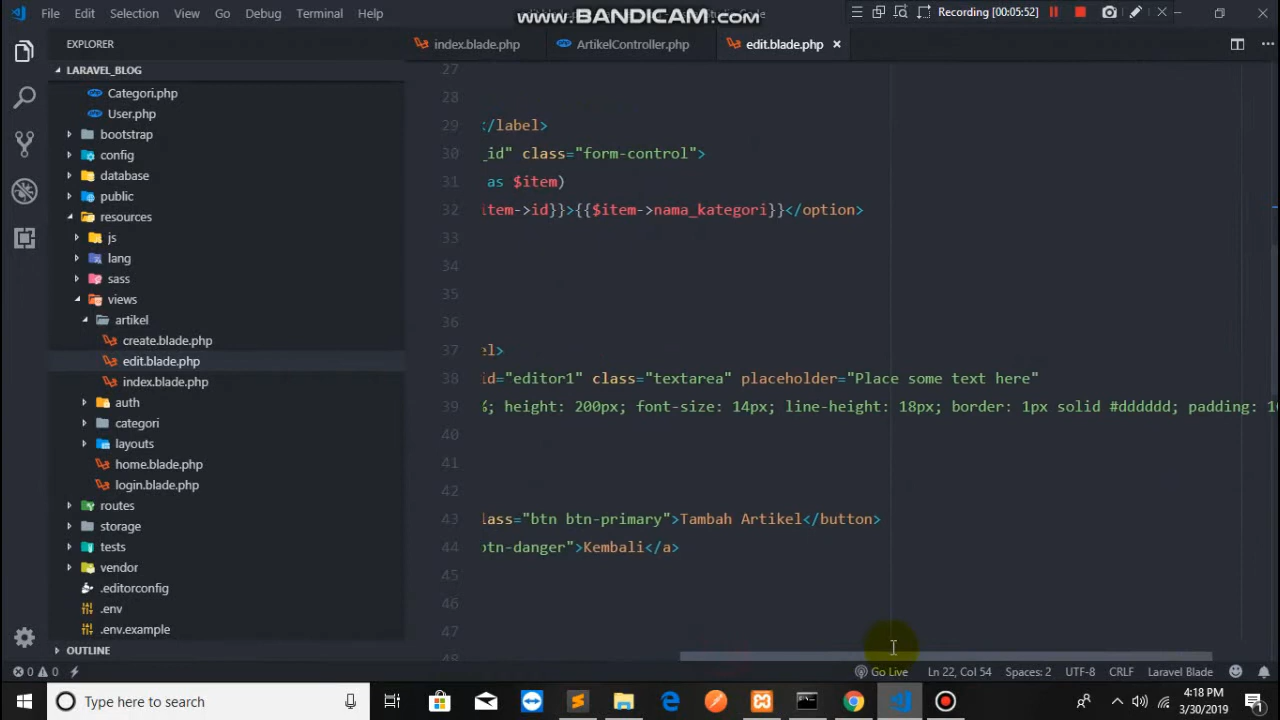 File Edit Selection View Go Debug Terminal Help
www.BANDICAM.com
Recording [00:05:52]
EXPLORER
index.blade.php
ArtikelController.php
edit.blade.php
LARAVEL_BLOG
Categori.php
User.php
bootstrap
config
database
public
resources
js
lang
sass
views
artikel
create.blade.php
edit.blade.php
index.blade.php
auth
categori
layouts
home.blade.php
login.blade.php
routes
storage
tests
vendor
.editorconfig
.env
.env.example
OUTLINE
27
28
29 </label>
30 _id" class="form-control">
31 as $item)
32 item->id}}>{{$item->nama_kategori}}</option>
33
34
35
36
37 el>
38 id="editor1" class="textarea" placeholder="Place some text here"
39 %; height: 200px; font-size: 14px; line-height: 18px; border: 1px solid #dddddd; padding: 1
40
41
42
43 lass="btn btn-primary">Tambah Artikel</button>
44 btn-danger">Kembali</a>
45
46
47
48
0 0 Go Live Ln 22, Col 54 Spaces: 2 UTF-8 CRLF Laravel Blade
Type here to search
4:18 PM
3/30/2019
1